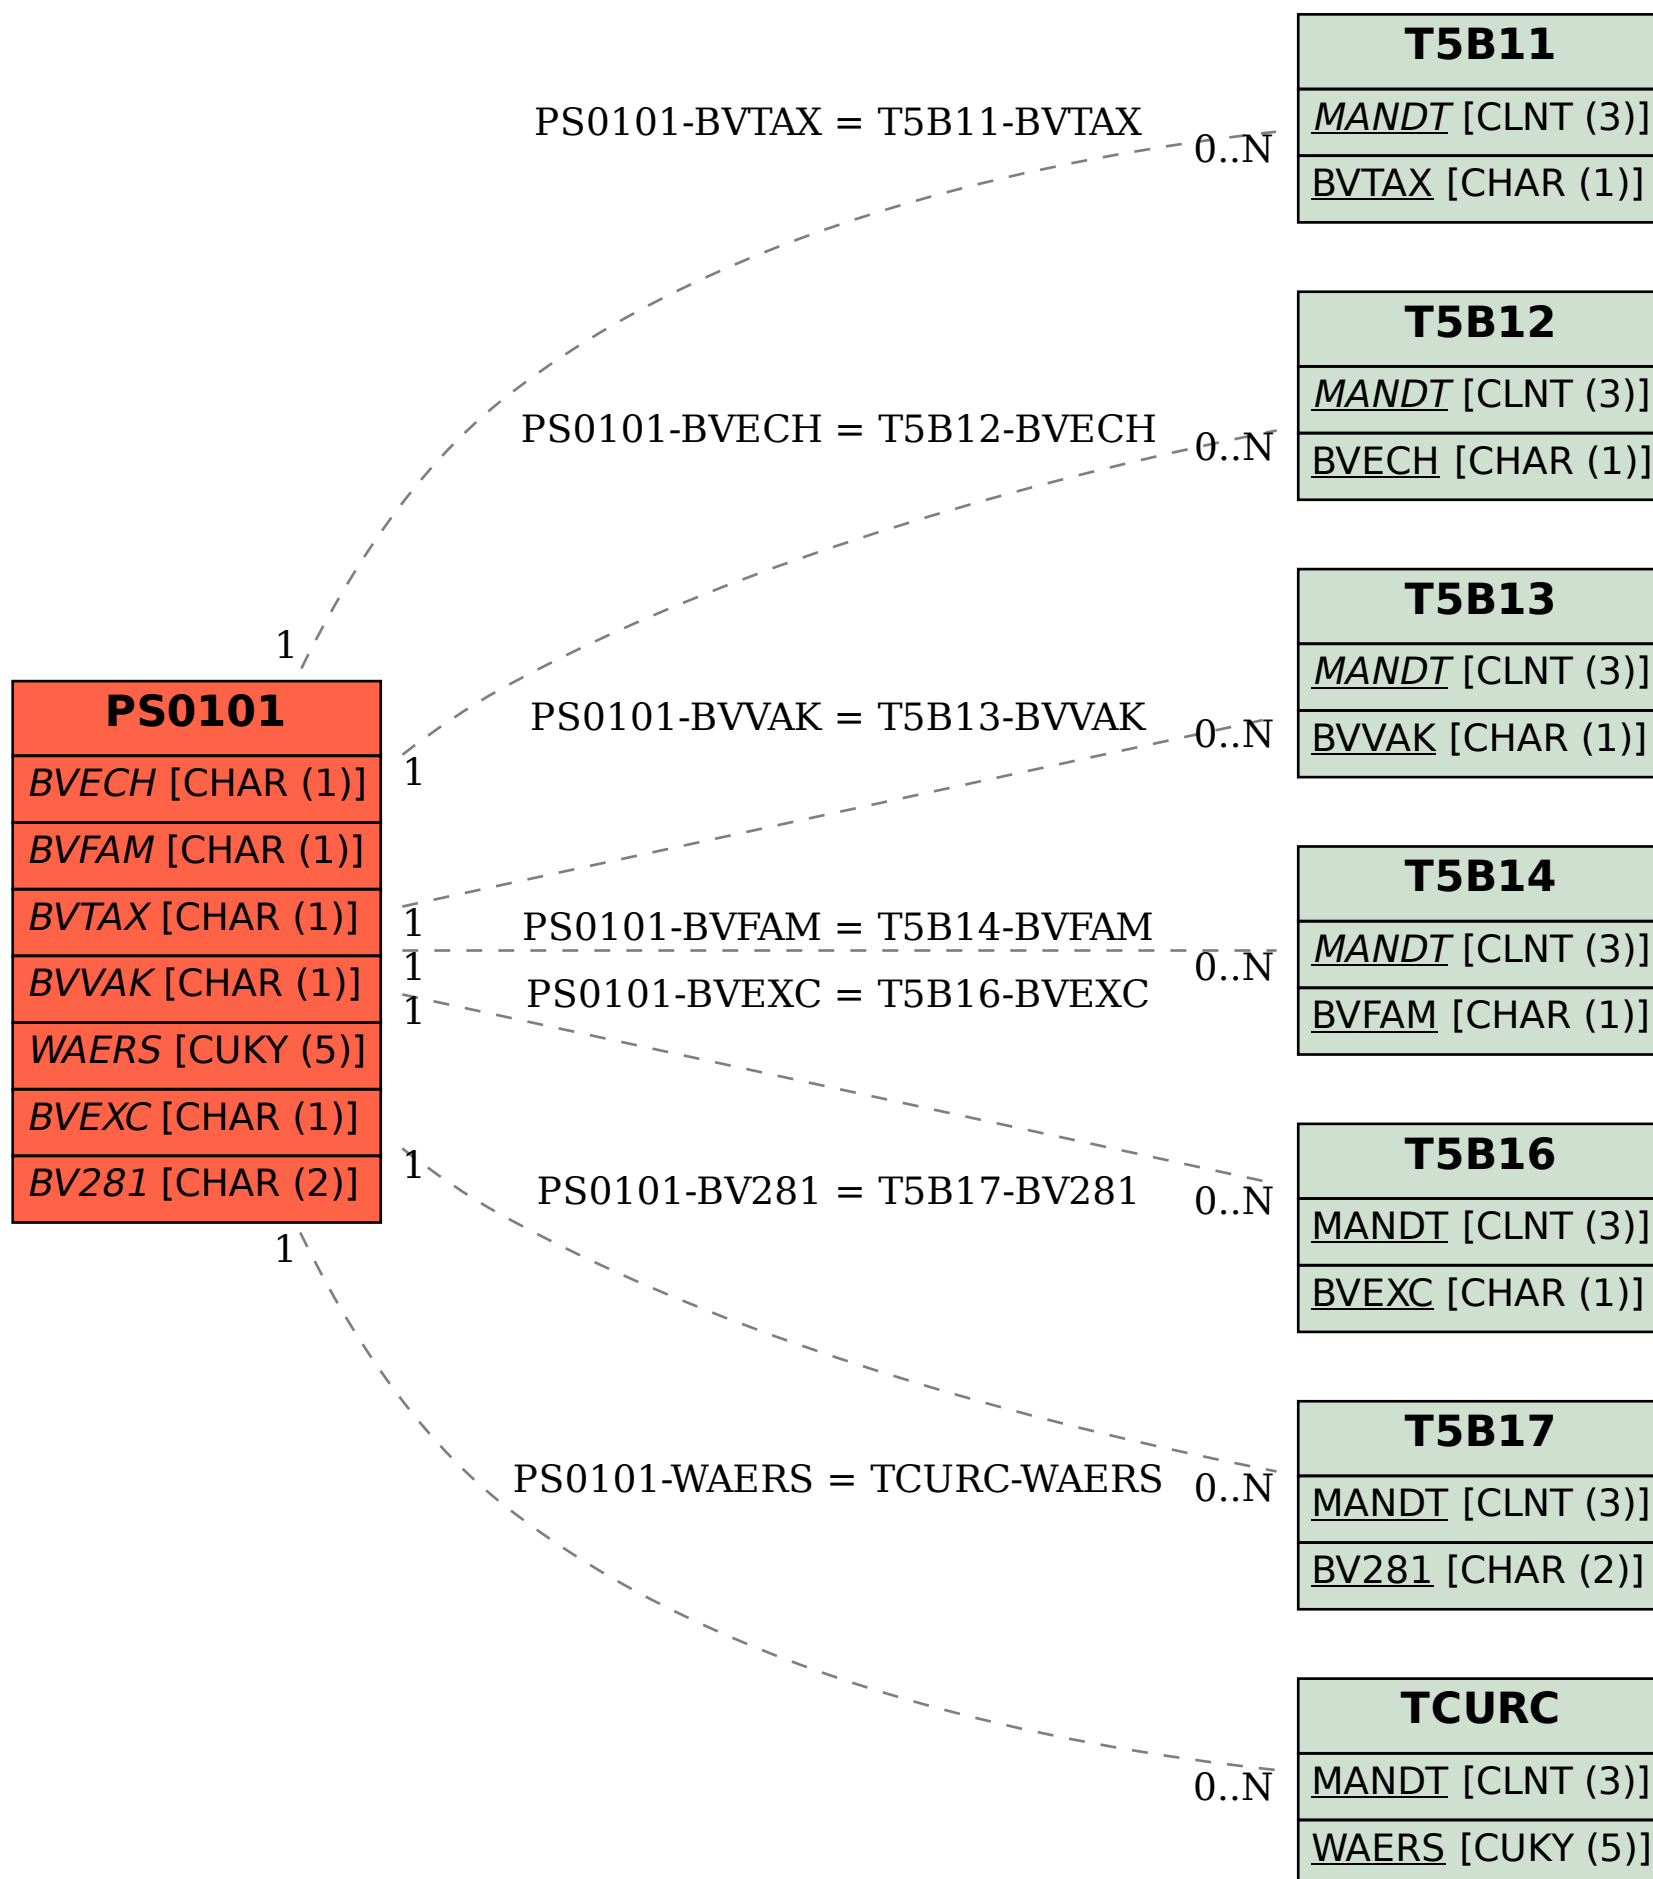 PS0101
BVECH [CHAR (1)]
BVFAM [CHAR (1)]
BVTAX [CHAR (1)]
BVVAK [CHAR (1)]
WAERS [CUKY (5)]
BVEXC [CHAR (1)]
BV281 [CHAR (2)]
PS0101-BVTAX = T5B11-BVTAX
1
0..N
PS0101-BVECH = T5B12-BVECH
1
0..N
PS0101-BVVAK = T5B13-BVVAK
1
0..N
PS0101-BVFAM = T5B14-BVFAM
1
0..N
PS0101-BVEXC = T5B16-BVEXC
1
0..N
PS0101-BV281 = T5B17-BV281
1
0..N
PS0101-WAERS = TCURC-WAERS
1
0..N
T5B11
MANDT [CLNT (3)]
BVTAX [CHAR (1)]
T5B12
MANDT [CLNT (3)]
BVECH [CHAR (1)]
T5B13
MANDT [CLNT (3)]
BVVAK [CHAR (1)]
T5B14
MANDT [CLNT (3)]
BVFAM [CHAR (1)]
T5B16
MANDT [CLNT (3)]
BVEXC [CHAR (1)]
T5B17
MANDT [CLNT (3)]
BV281 [CHAR (2)]
TCURC
MANDT [CLNT (3)]
WAERS [CUKY (5)]